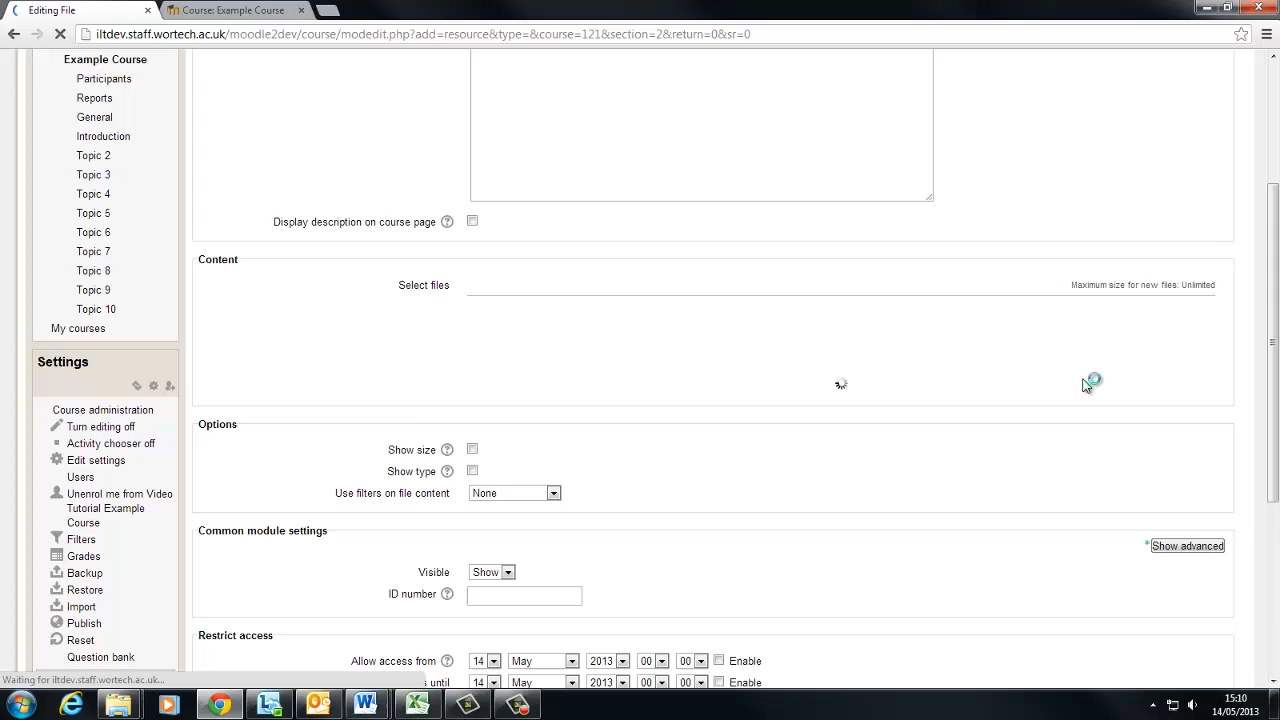 Editing File
Course: Example Course
iltdev.staff.wortech.ac.uk/moodle2dev/course/modedit.php?add=resource&type=&course=121&section=2&return=0&sr=0
Example Course
Participants
Reports
General
Introduction
Topic 2
Topic 3
Topic 4
Topic 5
Topic 6
Topic 7
Topic 8
Topic 9
Topic 10
My courses
Settings
Course administration
Turn editing off
Activity chooser off
Edit settings
Users
Unenrol me from Video
Tutorial Example
Course
Filters
Grades
Backup
Restore
Import
Publish
Reset
Question bank
Display description on course page
Content
Select files
Maximum size for new files: Unlimited
Options
Show size
Show type
Use filters on file content None
Common module settings
* Show advanced
Visible Show
ID number
Restrict access
Allow access from 14 May 2013 00 00 Enable
s until 14 May 2013 00 00 Enable
Waiting for iltdev.staff.wortech.ac.uk...
15:10
14/05/2013